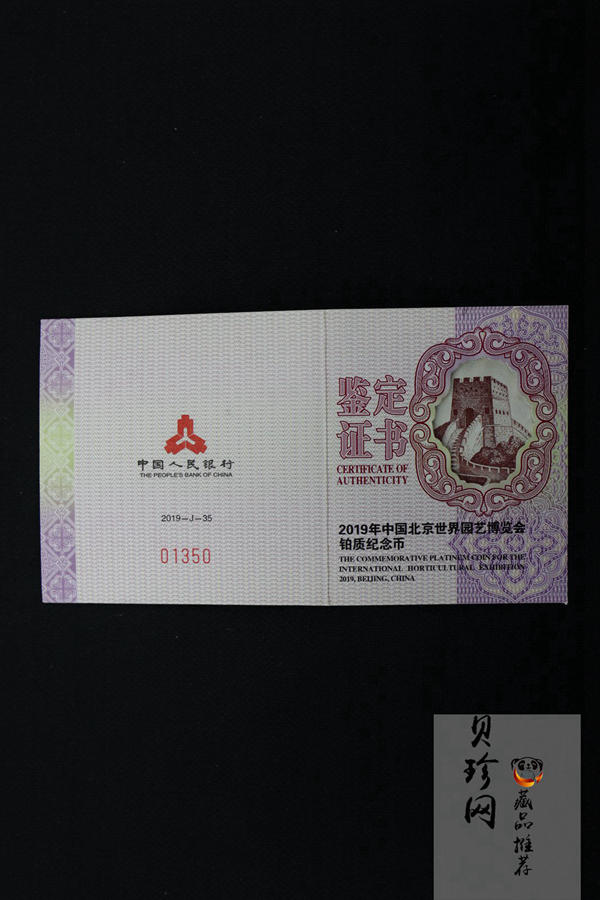 中国人民银行
THE PEOPLE'S BANK OF CHINA
2019-J-35
01350
鉴定
证书
CERTIFICATE OF
AUTHENTICITY
2019年中国北京世界园艺博览会
铂质纪念币
THE COMMEMORATIVE PLATINUM COIN FOR THE
INTERNATIONAL HORTICULTURAL EXHIBITION
2019, BEIJING, CHINA
贝珍网
藏品推荐